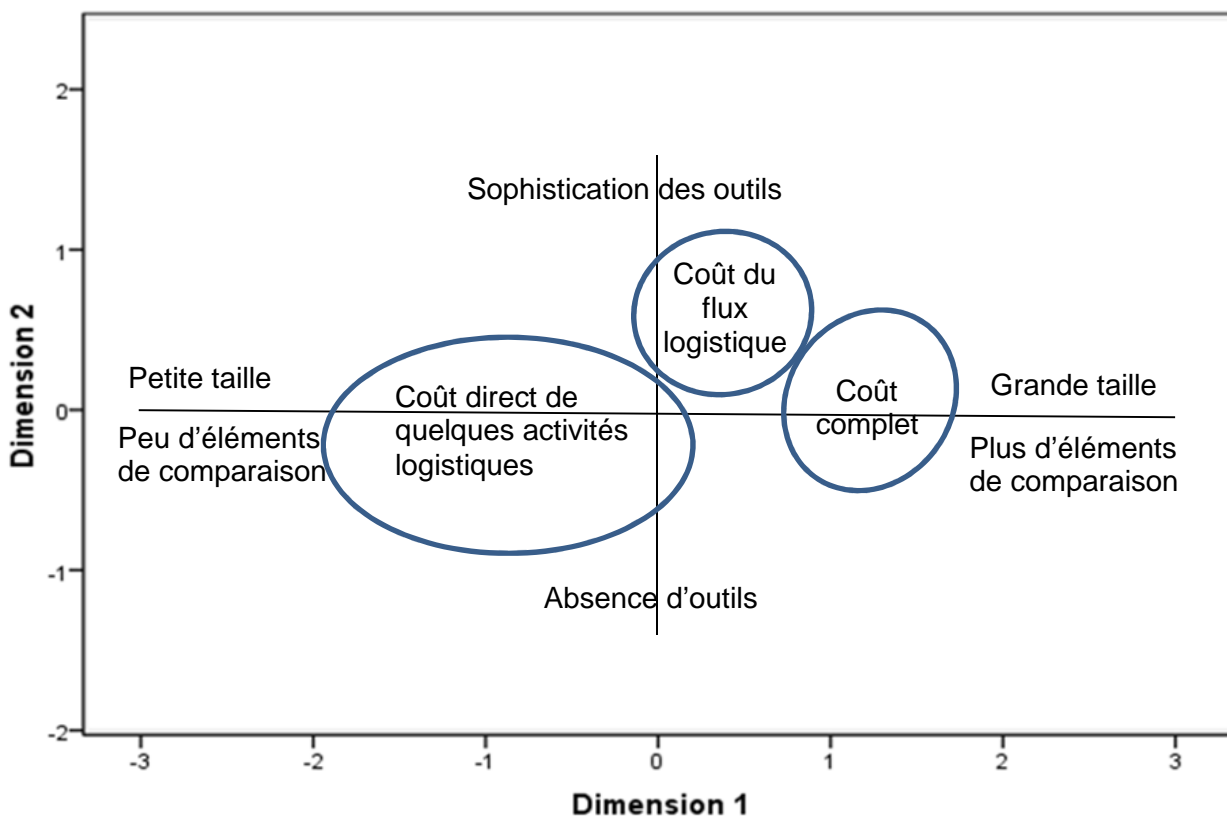 2
Sophistication des outils
1
Coût du
flux
logistique
Dimension 2
Petite taille
Coût direct de
quelques activités
logistiques
Coût
complet
Grande taille
0
Peu d’éléments
de comparaison
Plus d’éléments
de comparaison
-1
Absence d’outils
-2
-3 -2 -1 0 1 2 3
Dimension 1